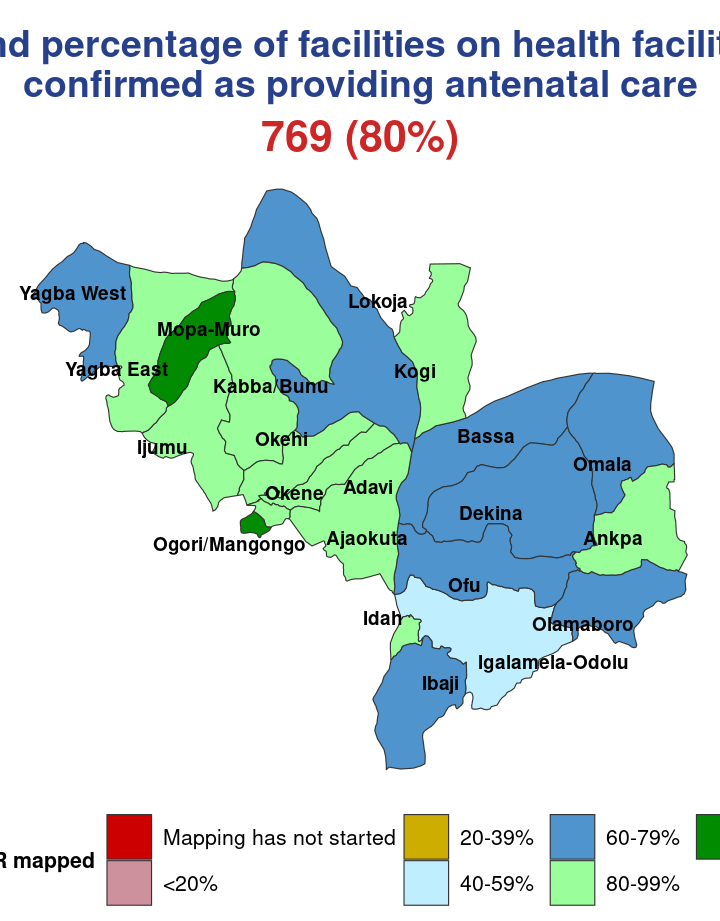 percentage of facilities on health
confirmed as providing antenatal care
769 (80%)
Yagba West
Lokoja
Mopa-Muro
Yagba East
Kogi
Kabba/Bunu
Bassa
Okehi
Ijumu
Omala
Adavi
Okene
Dekina
Ajaokuta
Ankpa
Ogori/Mangongo
Ofu
Idah
Olamaboro
Igalamela-Odolu
Ibaji
Mapping has not started
20-39%
60-79%
mapped
<20%
40-59%
80-99%